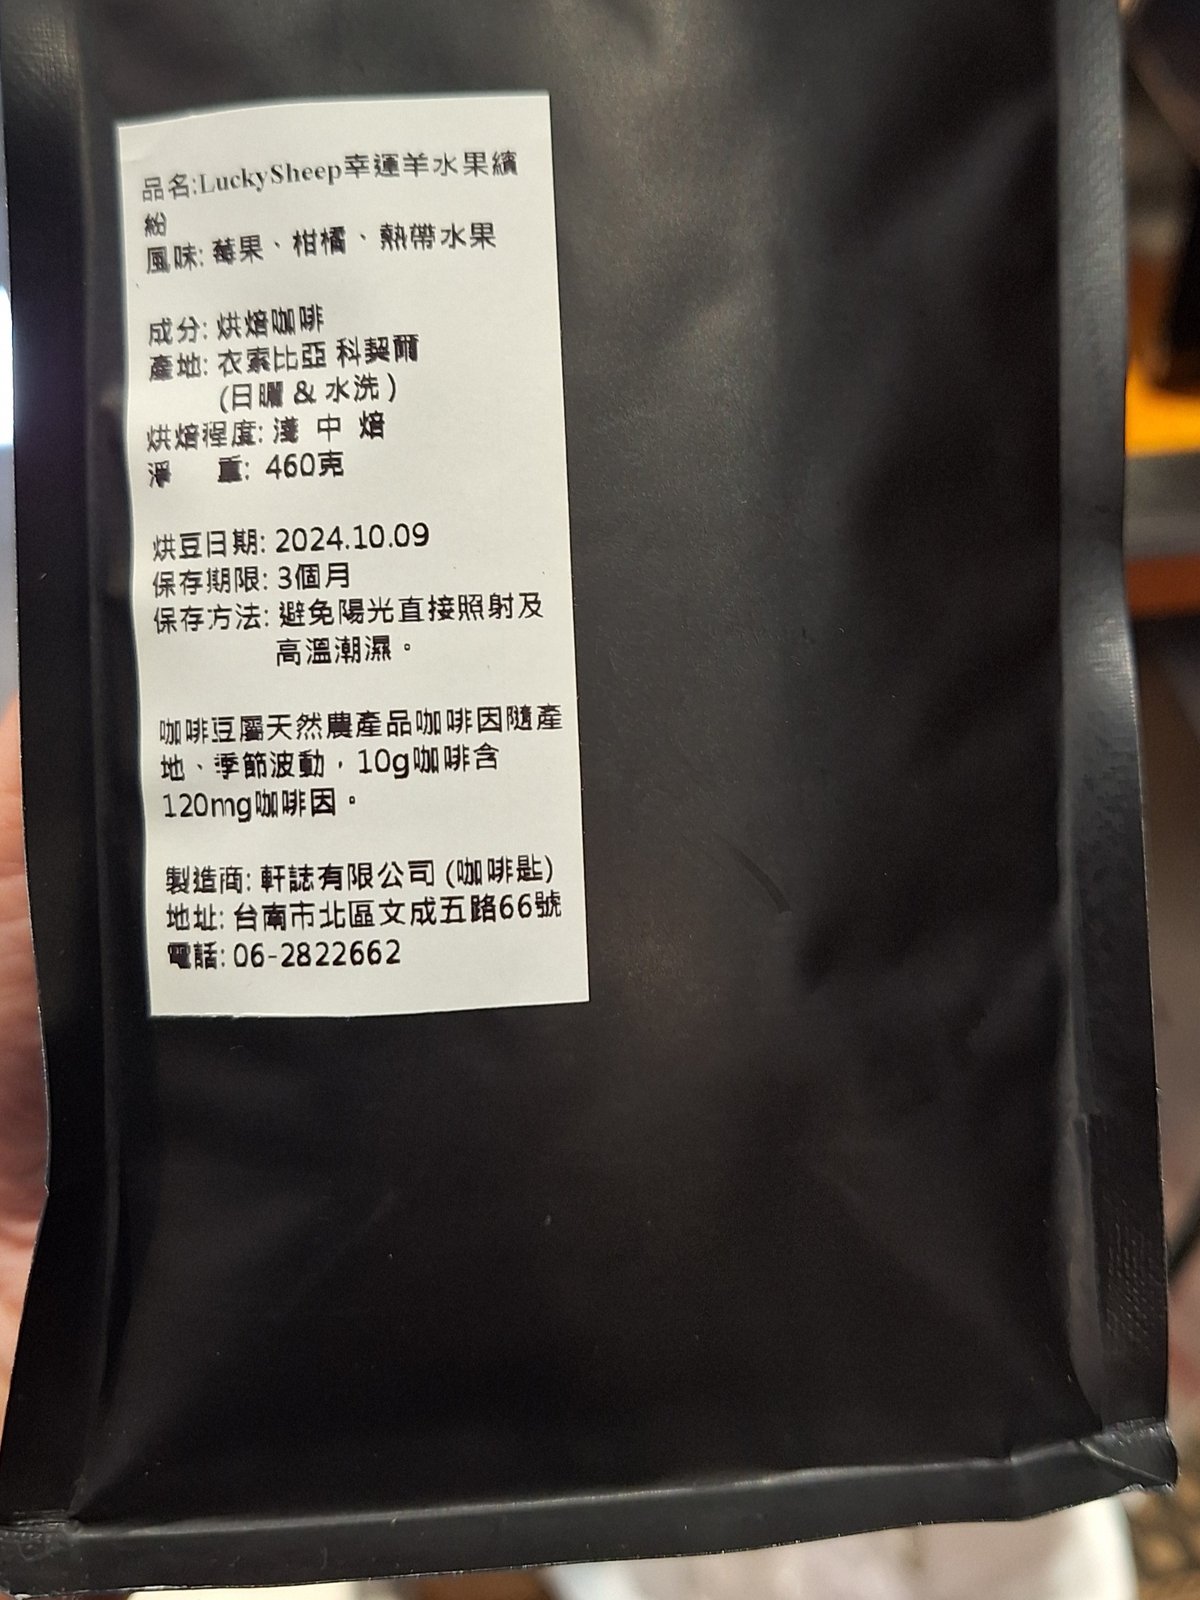 品名:LuckySheep幸運羊水果繽
紛
風味: 莓果、柑橘、熱帶水果
成分: 烘焙咖啡
產地: 衣索比亞 科契爾
(日曬 & 水洗 )
烘焙程度: 淺 中 焙
淨 重: 460克
烘豆日期: 2024.10.09
保存期限: 3個月
保存方法: 避免陽光直接照射及
高溫潮濕。
咖啡豆屬天然農產品咖啡因隨產
地、季節波動，10g咖啡含
120mg咖啡因。
製造商: 軒誌有限公司 (咖啡匙)
地址: 台南市北區文成五路66號
電話: 06-2822662